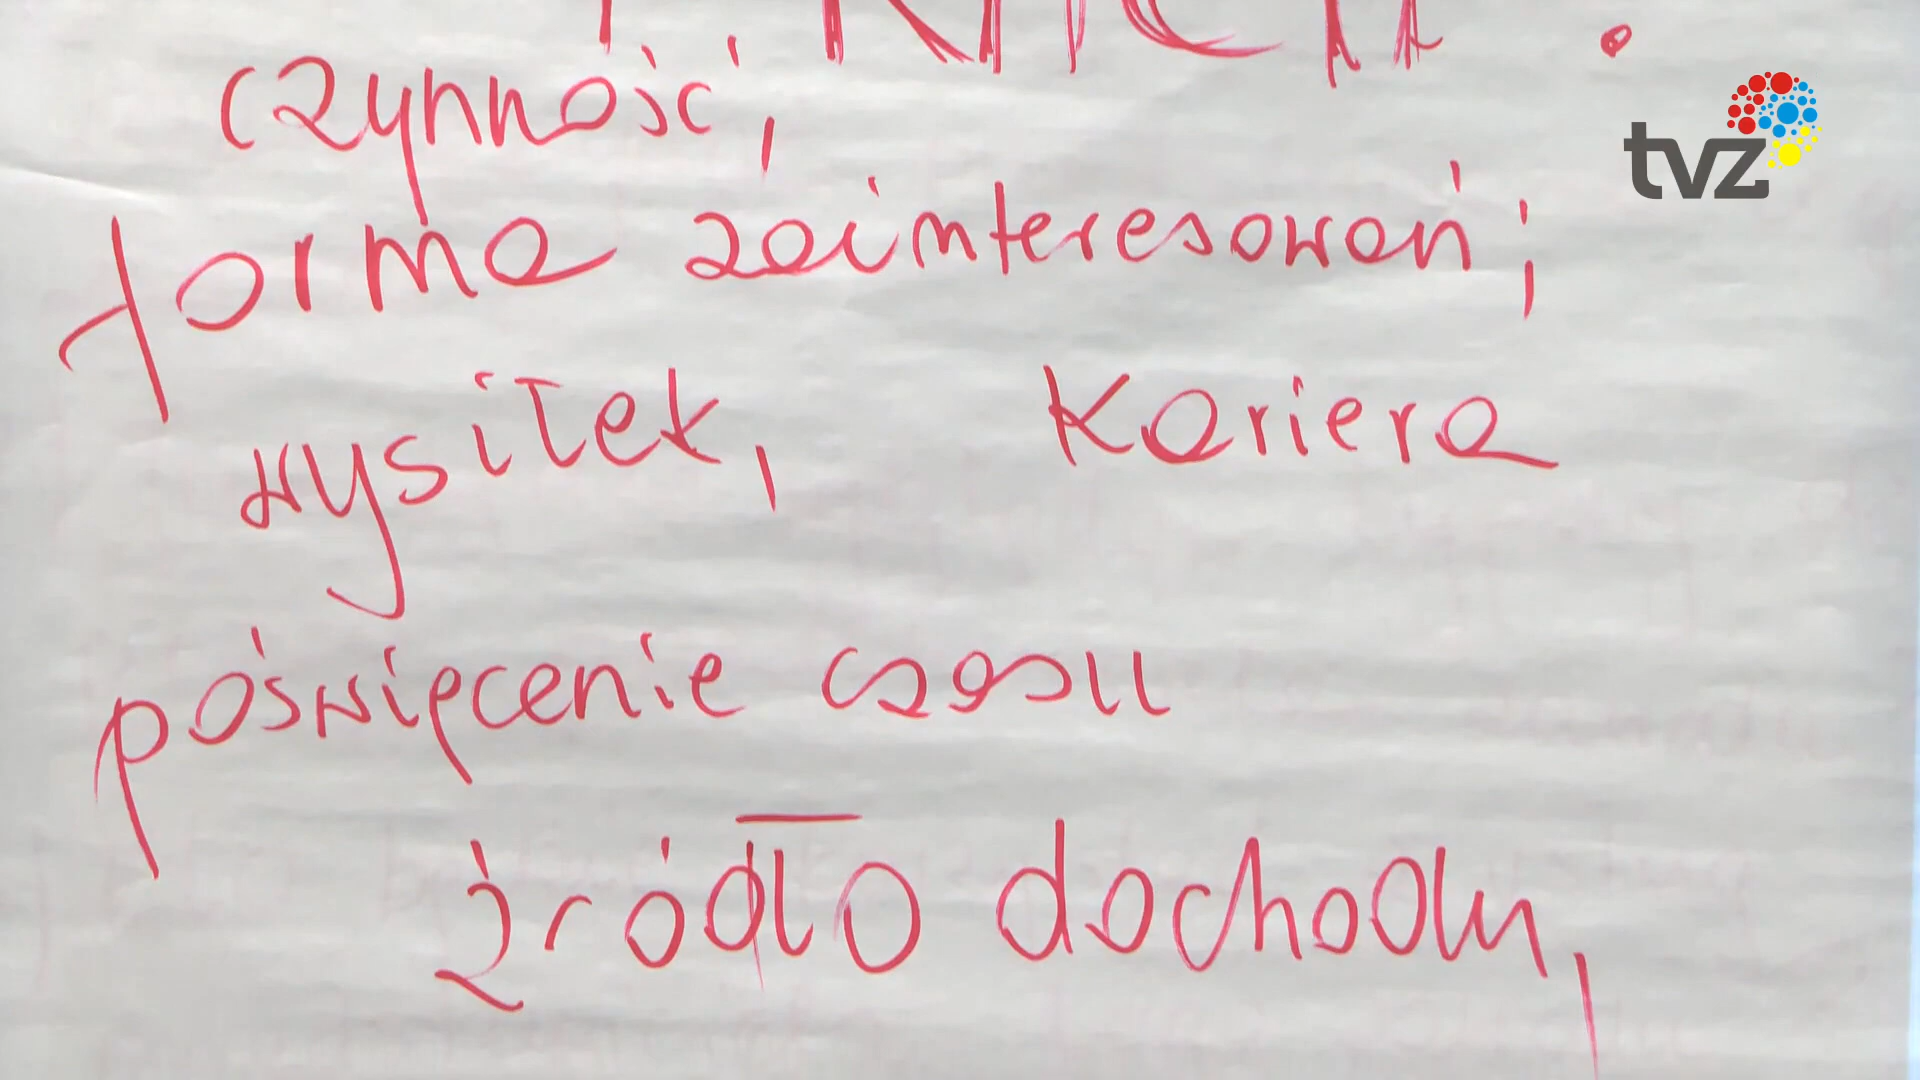 czynność,
tvz
forma zainteresowań,
wysiłek, Kariera
poświęcenie czasu
źródło dochodu,